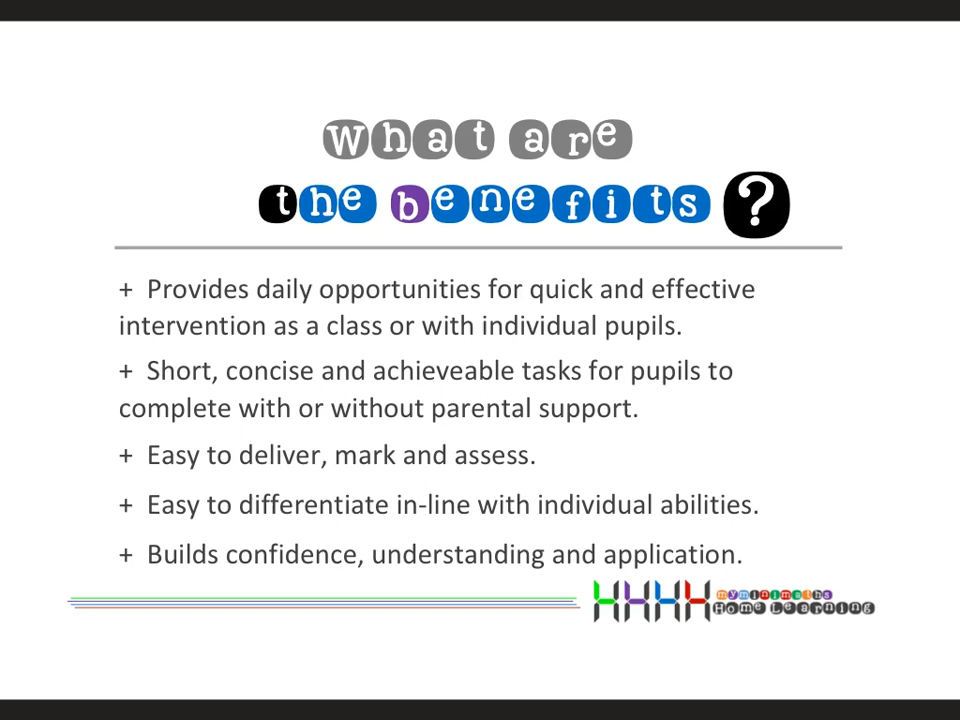 what are
the benefits?
+ Provides daily opportunities for quick and effective
intervention as a class or with individual pupils.
+ Short, concise and achieveable tasks for pupils to
complete with or without parental support.
+ Easy to deliver, mark and assess.
+ Easy to differentiate in-line with individual abilities.
+ Builds confidence, understanding and application.
myminimaths
Home Learning